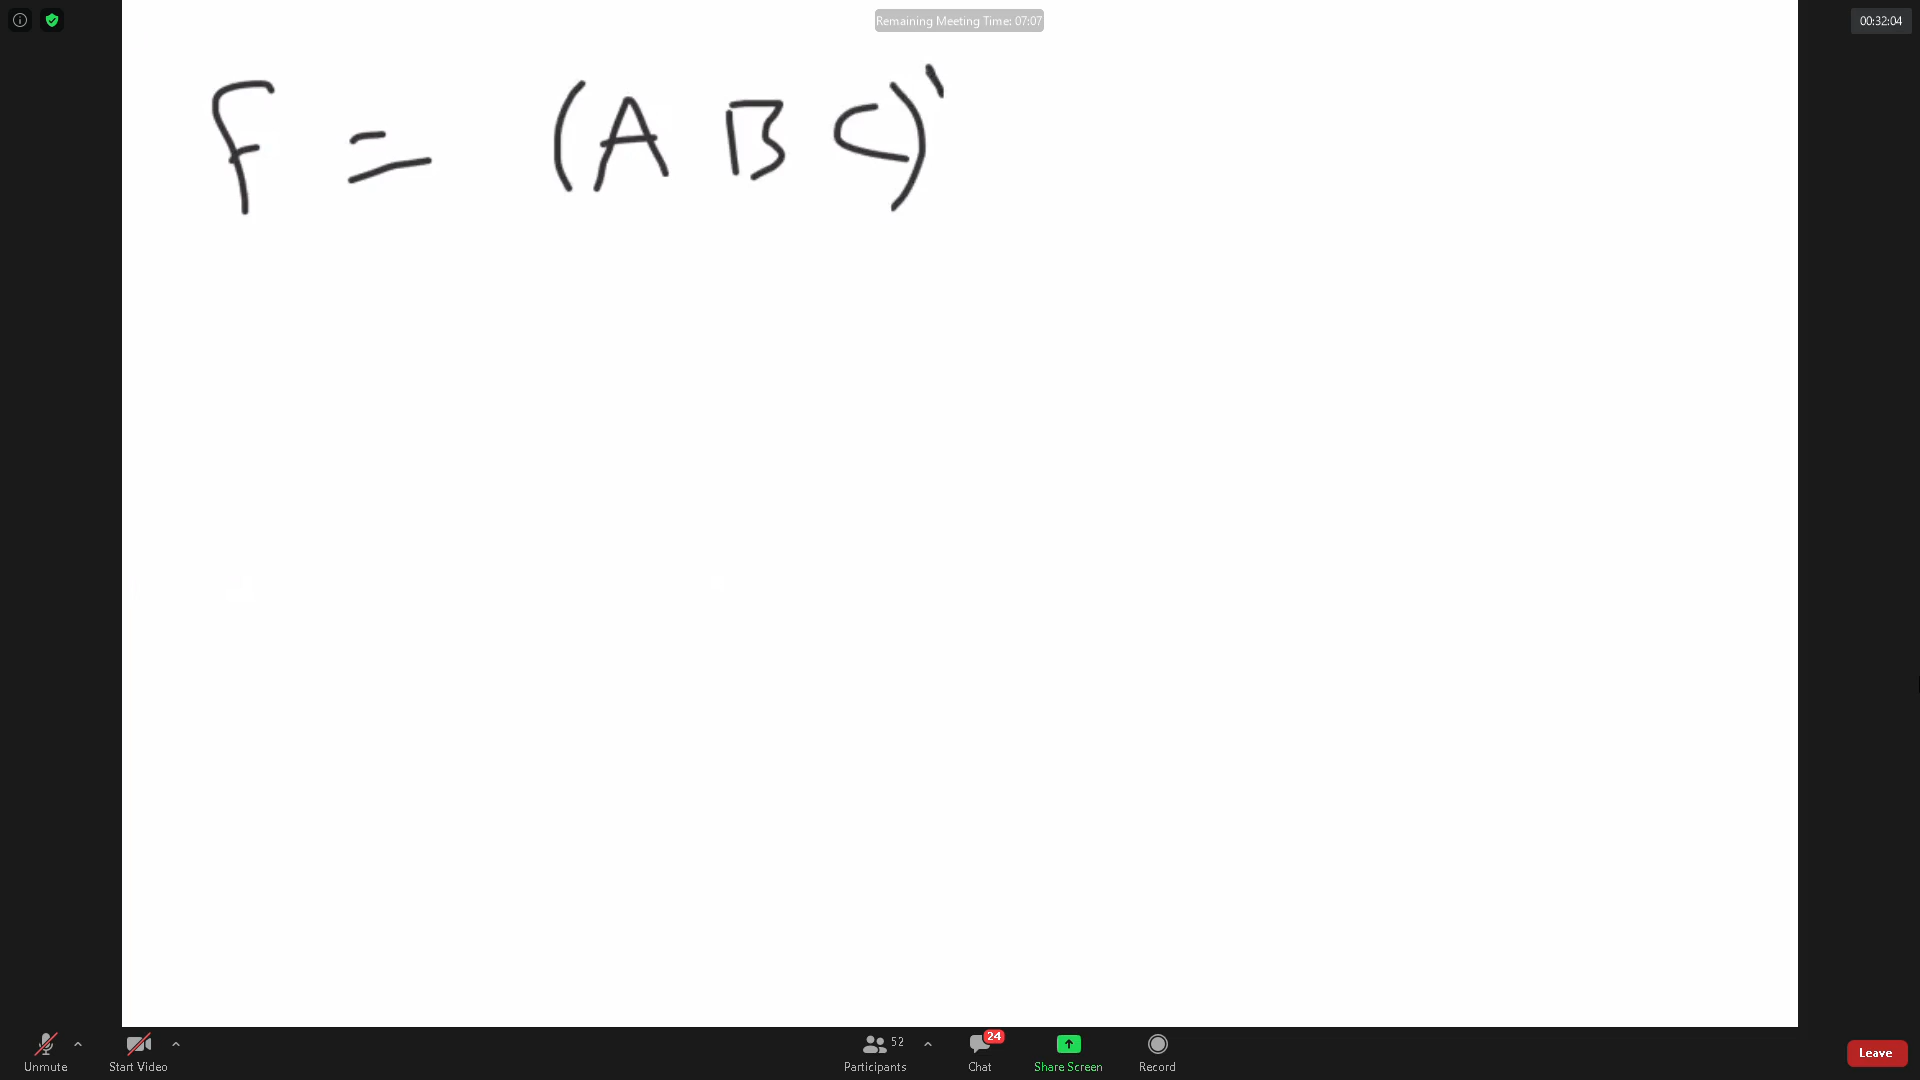 Remaining Meeting Time: 07:07
00:32:04
F = (A B C)'
Unmute
Start Video
52
Participants
24
Chat
Share Screen
Record
Leave